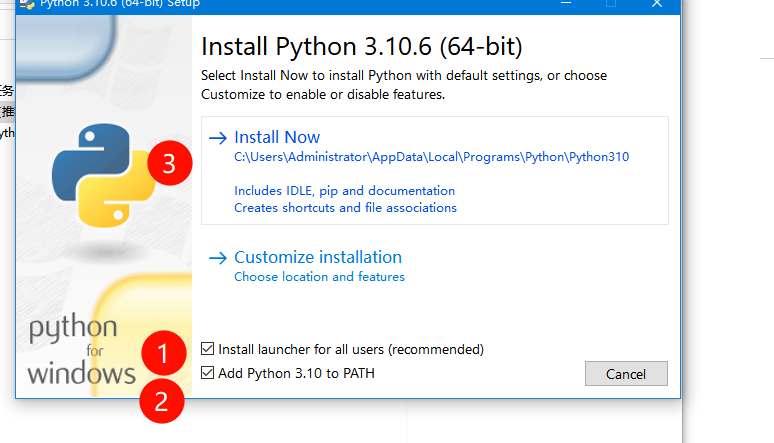 Python 3.10.6 (64-bit) Setup
Install Python 3.10.6 (64-bit)
Select Install Now to install Python with default settings, or choose
Customize to enable or disable features.
Install Now
C:\Users\Administrator\AppData\Local\Programs\Python\Python310
3
Includes IDLE, pip and documentation
Creates shortcuts and file associations
Customize installation
Choose location and features
python
for
windows
1
Install launcher for all users (recommended)
2
Add Python 3.10 to PATH
Cancel
任务
推
yth